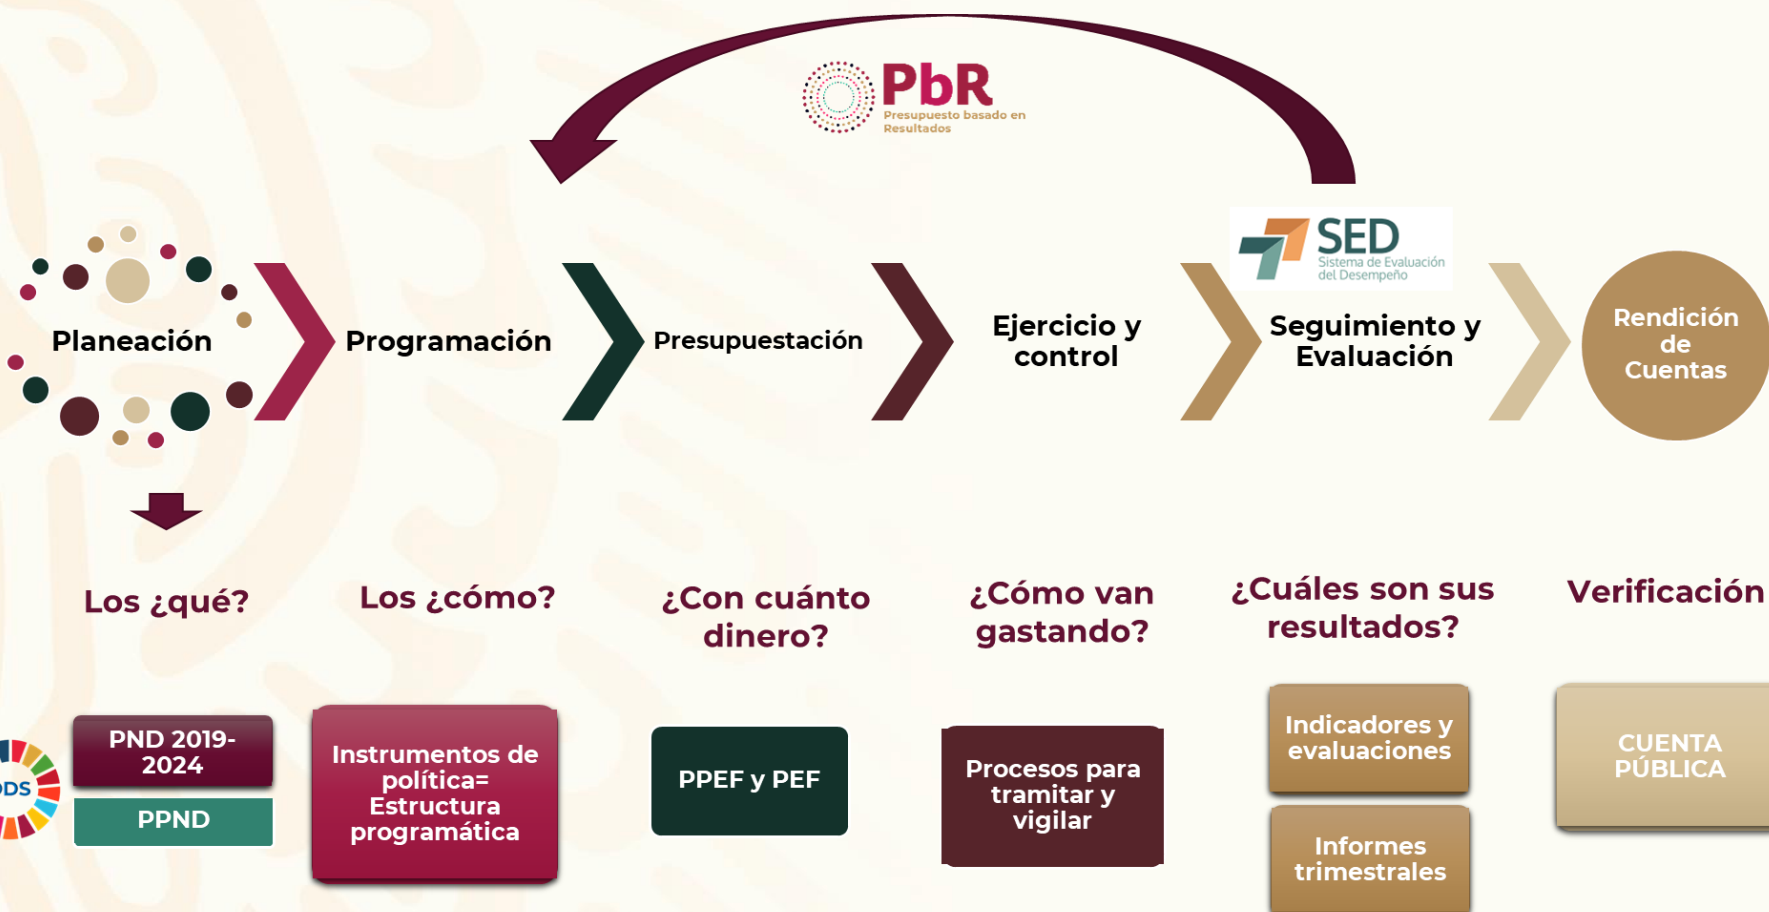 PbR
Presupuesto basado en
Resultados
SED
Sistema de Evaluación
del Desempeño
Planeación
Programación
Presupuestación
Ejercicio y
control
Seguimiento y
Evaluación
Rendición
de
Cuentas
Los ¿qué?
Los ¿cómo?
¿Con cuánto
dinero?
¿Cómo van
gastando?
¿Cuáles son sus
resultados?
Verificación
ODS
PND 2019-
2024
PPND
Instrumentos de
política=
Estructura
programática
PPEF y PEF
Procesos para
tramitar y
vigilar
Indicadores y
evaluaciones
Informes
trimestrales
CUENTA
PÚBLICA